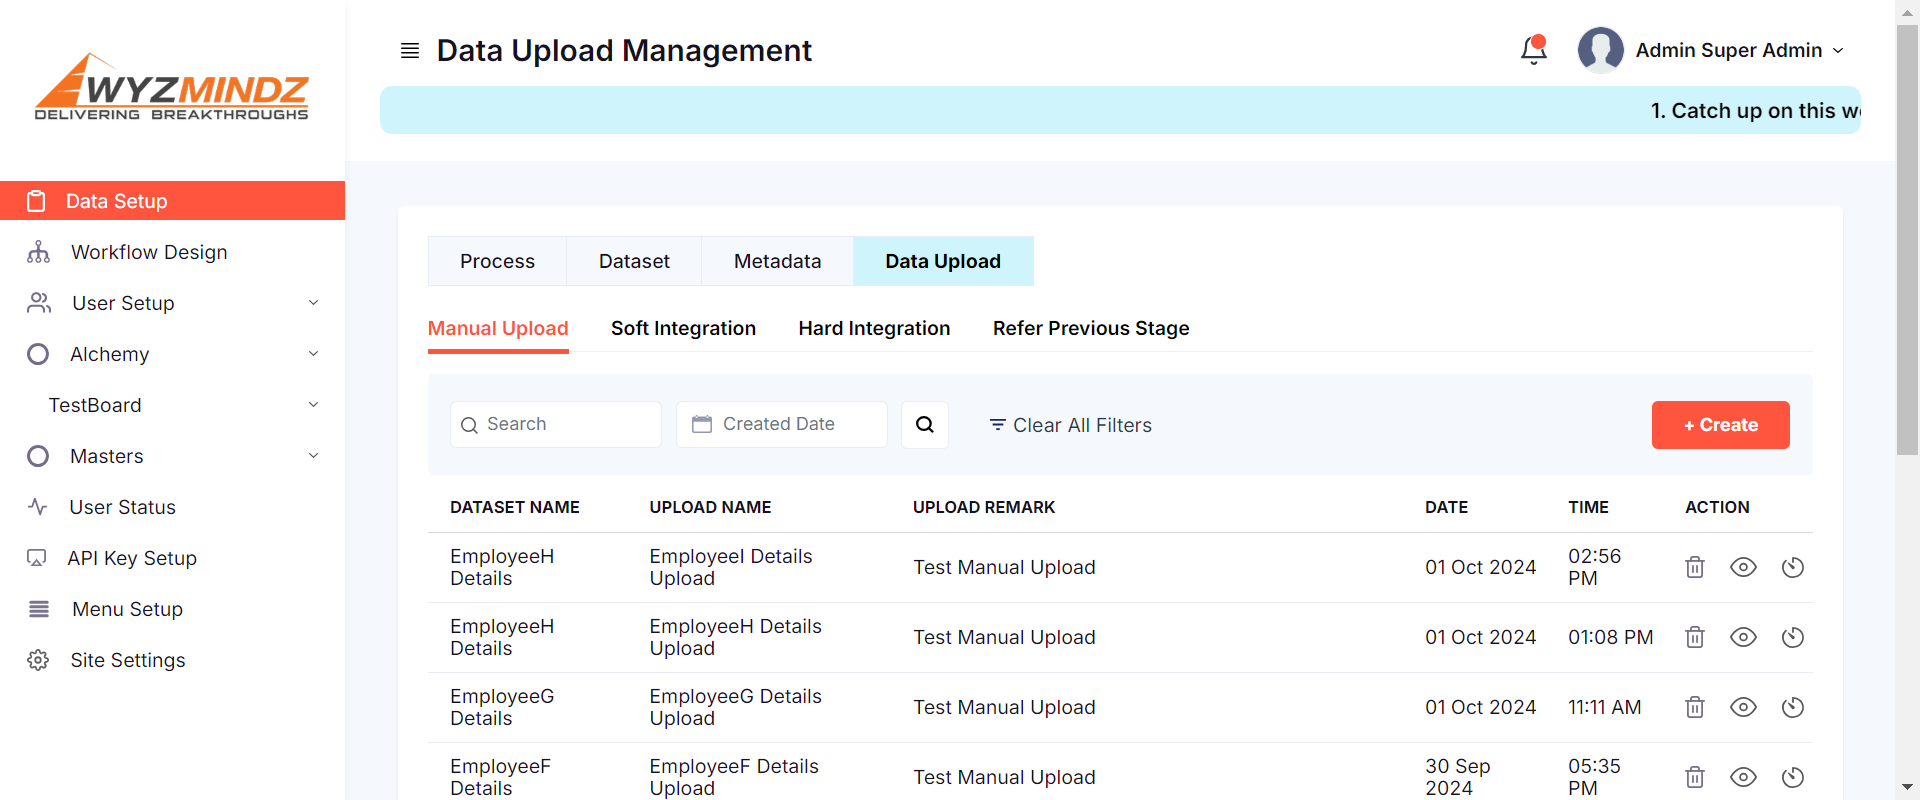 WYZMINDZ
DELIVERING BREAKTHROUGHS
Data Upload Management
Admin Super Admin
1. Catch up on this w
Data Setup
Workflow Design
User Setup
Alchemy
TestBoard
Masters
User Status
API Key Setup
Menu Setup
Site Settings
Process Dataset Metadata Data Upload
Manual Upload Soft Integration Hard Integration Refer Previous Stage
Search Created Date Clear All Filters + Create
DATASET NAME UPLOAD NAME UPLOAD REMARK DATE TIME ACTION
EmployeeH Details EmployeeI Details Upload Test Manual Upload 01 Oct 2024 02:56 PM
EmployeeH Details EmployeeH Details Upload Test Manual Upload 01 Oct 2024 01:08 PM
EmployeeG Details EmployeeG Details Upload Test Manual Upload 01 Oct 2024 11:11 AM
EmployeeF Details EmployeeF Details Upload Test Manual Upload 30 Sep 2024 05:35 PM